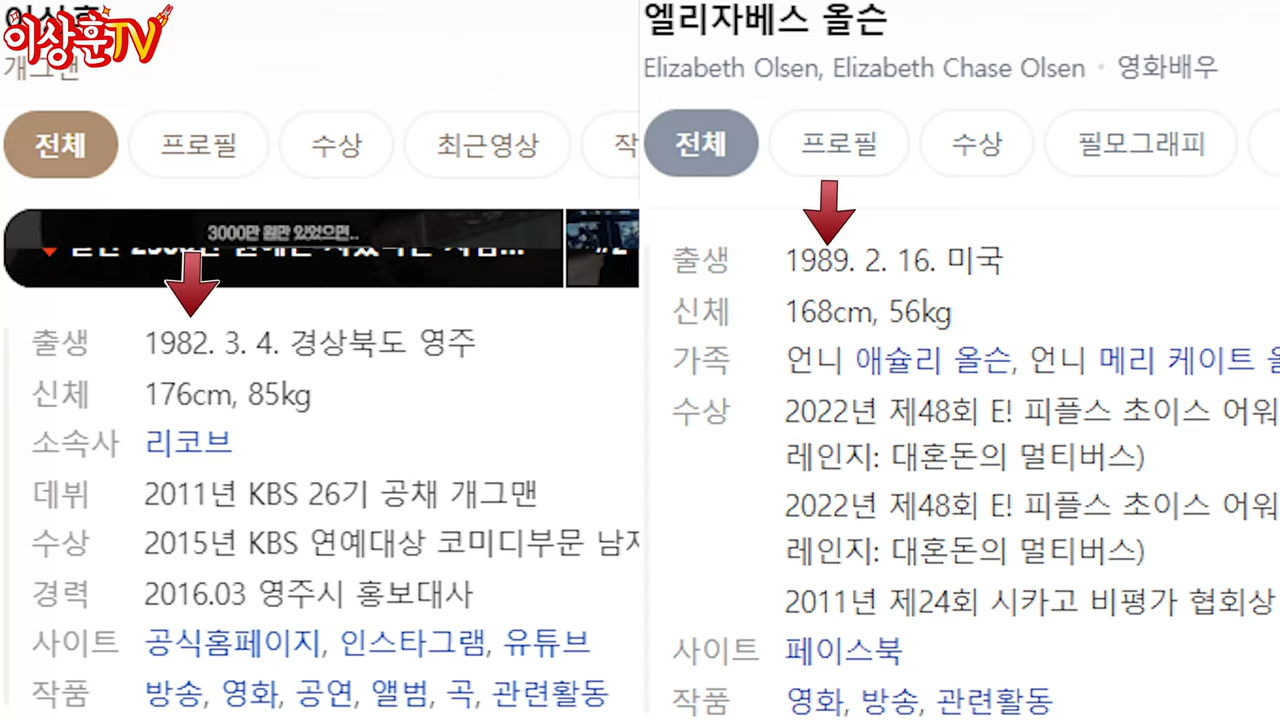 이상훈TV
개그맨
전체 프로필 수상 최근영상 작
3000만 원만 있었으면..
출생 1982. 3. 4. 경상북도 영주
신체 176cm, 85kg
소속사 리코브
데뷔 2011년 KBS 26기 공채 개그맨
수상 2015년 KBS 연예대상 코미디부문 남자
경력 2016.03 영주시 홍보대사
사이트 공식홈페이지, 인스타그램, 유튜브
작품 방송, 영화, 공연, 앨범, 곡, 관련활동
엘리자베스 올슨
Elizabeth Olsen, Elizabeth Chase Olsen · 영화배우
전체 프로필 수상 필모그래피
출생 1989. 2. 16. 미국
신체 168cm, 56kg
가족 언니 애슐리 올슨, 언니 메리 케이트 올
수상 2022년 제48회 E! 피플스 초이스 어워
레인지: 대혼돈의 멀티버스)
2022년 제48회 E! 피플스 초이스 어워
레인지: 대혼돈의 멀티버스)
2011년 제24회 시카고 비평가 협회상
사이트 페이스북
작품 영화, 방송, 관련활동